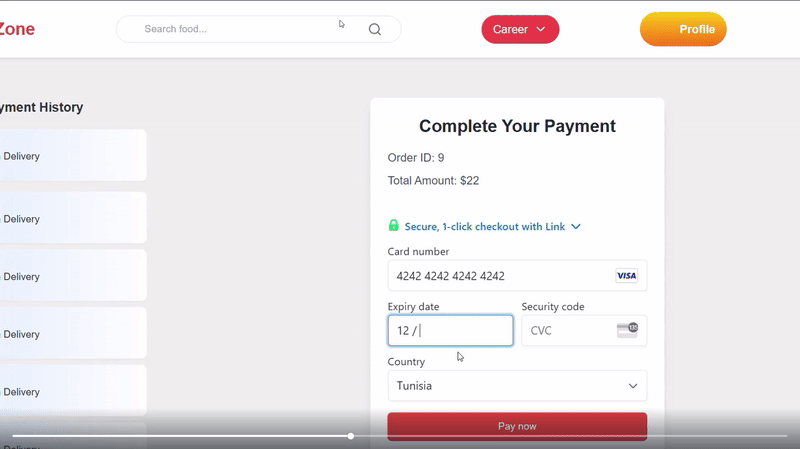 Zone
Search food...
Career
Profile
yment History
Delivery
Delivery
Delivery
Delivery
Delivery
Delivery
Complete Your Payment
Order ID: 9
Total Amount: $22
Secure, 1-click checkout with Link
Card number
4242 4242 4242 4242
VISA
Expiry date
Security code
12 /
CVC
Country
Tunisia
Pay now